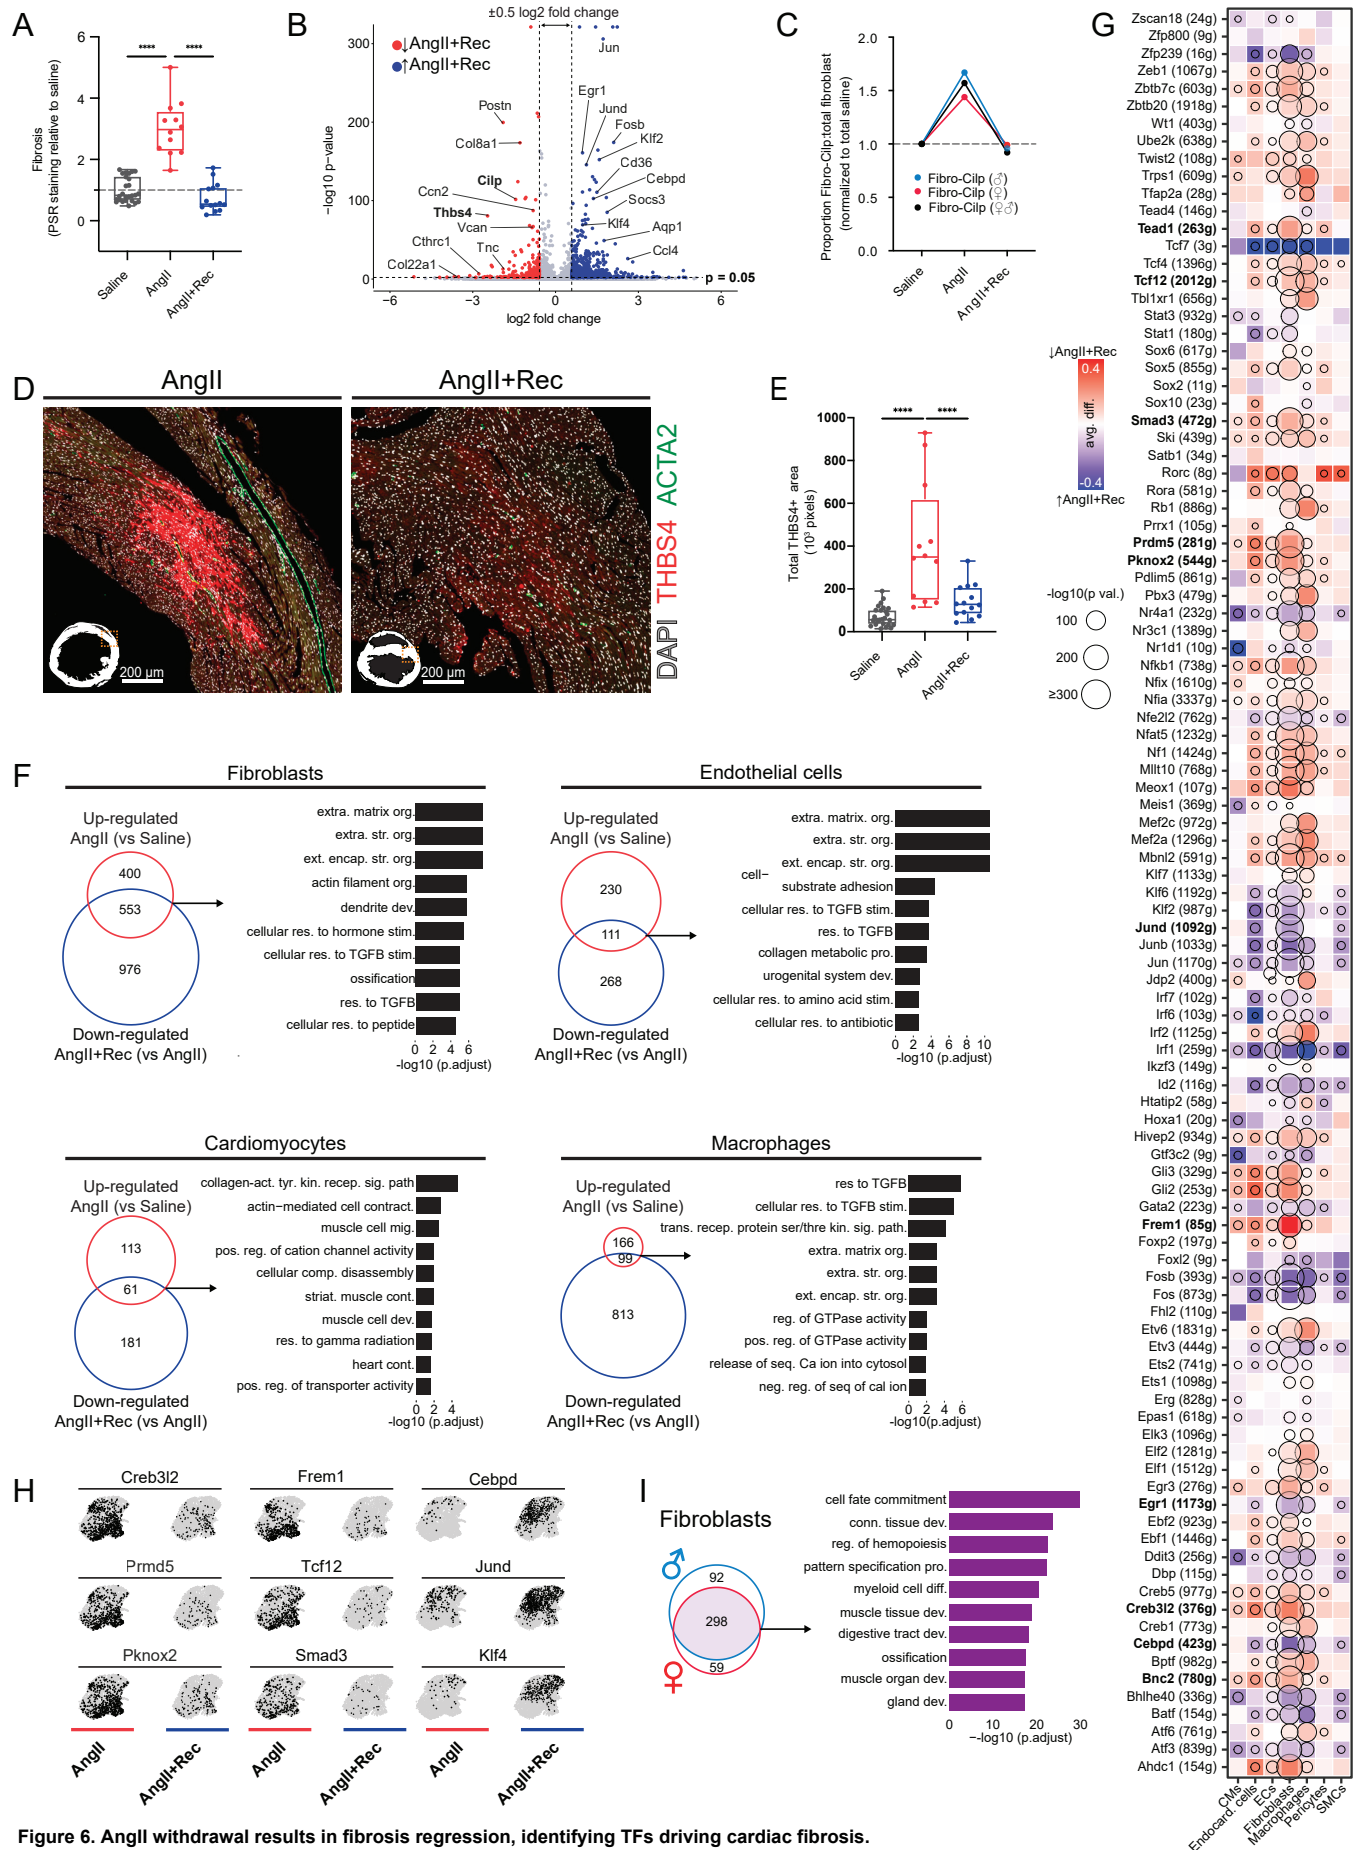 A
6
4
2
0
Fibrosis
(PSR staining relative to saline)
****
****
Saline
AngII
AngII+Rec
B
±0.5 log2 fold change
↓AngII+Rec
↑AngII+Rec
300
200
100
0
−log10 p−value
Jun
Egr1
Jund
Fosb
Klf2
Cd36
Cebpd
Socs3
Klf4
Aqp1
Ccl4
Postn
Col8a1
Cilp
Ccn2
Thbs4
Vcan
Cthrc1
Tnc
Col22a1
p = 0.05
−6
−3
0
3
6
log2 fold change
C
2.0
1.5
1.0
0.5
0.0
Proportion Fibro-Cilp:total fibroblast
(normalized to total saline)
Fibro-Cilp (♂)
Fibro-Cilp (♀)
Fibro-Cilp (♀♂)
Saline
AngII
AngII+Rec
D
AngII
AngII+Rec
200 µm
200 µm
DAPI THBS4 ACTA2
E
1000
800
600
400
200
0
Total THBS4+ area
(10³ pixels)
****
****
Saline
AngII
AngII+Rec
F
Fibroblasts
Up-regulated
AngII (vs Saline)
400
553
976
Down-regulated
AngII+Rec (vs AngII)
extra. matrix org.
extra. str. org.
ext. encap. str. org.
actin filament org.
dendrite dev.
cellular res. to hormone stim.
cellular res. to TGFB stim.
ossification
res. to TGFB
cellular res. to peptide
0 2 4 6
-log10 (p.adjust)
Endothelial cells
Up-regulated
AngII (vs Saline)
230
111
268
Down-regulated
AngII+Rec (vs AngII)
extra. matrix. org.
extra. str. org.
ext. encap. str. org.
cell−
substrate adhesion
cellular res. to TGFB stim.
res. to TGFB
collagen metabolic pro.
urogenital system dev.
cellular res. to amino acid stim.
cellular res. to antibiotic
0 2 4 6 8 10
-log10 (p.adjust)
Cardiomyocytes
Up-regulated
AngII (vs Saline)
113
61
181
Down-regulated
AngII+Rec (vs AngII)
collagen-act. tyr. kin. recep. sig. path
actin−mediated cell contract.
muscle cell mig.
pos. reg. of cation channel activity
cellular comp. disassembly
striat. muscle cont.
muscle cell dev.
res. to gamma radiation
heart cont.
pos. reg. of transporter activity
0 2 4
-log10 (p.adjust)
Macrophages
Up-regulated
AngII (vs Saline)
166
99
813
Down-regulated
AngII+Rec (vs AngII)
res to TGFB
cellular res. to TGFB stim.
trans. recep. protein ser/thre kin. sig. path.
extra. matrix org.
extra. str. org.
ext. encap. str. org.
reg. of GTPase activity
pos. reg. of GTPase activity
release of seq. Ca ion into cytosol
neg. reg. of seq of cal ion
0 2 4 6
-log10(p.adjust)
G
↓AngII+Rec
0.4
avg. diff.
-0.4
↑AngII+Rec
-log10(p val.)
100
200
≥300
Zscan18 (24g)
Zfp800 (9g)
Zfp239 (16g)
Zeb1 (1067g)
Zbtb7c (603g)
Zbtb20 (1918g)
Wt1 (403g)
Ube2k (638g)
Twist2 (108g)
Trps1 (609g)
Tfap2a (28g)
Tead4 (146g)
Tead1 (263g)
Tcf7 (3g)
Tcf4 (1396g)
Tcf12 (2012g)
Tbl1xr1 (656g)
Stat3 (932g)
Stat1 (180g)
Sox6 (617g)
Sox5 (855g)
Sox2 (11g)
Sox10 (23g)
Smad3 (472g)
Ski (439g)
Satb1 (34g)
Rorc (8g)
Rora (581g)
Rb1 (886g)
Prrx1 (105g)
Prdm5 (281g)
Pknox2 (544g)
Pdlim5 (861g)
Pbx3 (479g)
Nr4a1 (232g)
Nr3c1 (1389g)
Nr1d1 (10g)
Nfkb1 (738g)
Nfix (1610g)
Nfia (3337g)
Nfe2l2 (762g)
Nfat5 (1232g)
Nf1 (1424g)
Mllt10 (768g)
Meox1 (107g)
Meis1 (369g)
Mef2c (972g)
Mef2a (1296g)
Mbnl2 (591g)
Klf7 (1133g)
Klf6 (1192g)
Klf2 (987g)
Jund (1092g)
Junb (1033g)
Jun (1170g)
Jdp2 (400g)
Irf7 (102g)
Irf6 (103g)
Irf2 (1125g)
Irf1 (259g)
Ikzf3 (149g)
Id2 (116g)
Htatip2 (58g)
Hoxa1 (20g)
Hivep2 (934g)
Gtf3c2 (9g)
Gli3 (329g)
Gli2 (253g)
Gata2 (223g)
Frem1 (85g)
Foxp2 (197g)
Foxl2 (9g)
Fosb (393g)
Fos (873g)
Fhl2 (110g)
Etv6 (1831g)
Etv3 (444g)
Ets2 (741g)
Ets1 (1098g)
Erg (828g)
Epas1 (618g)
Elk3 (1096g)
Elf2 (1281g)
Elf1 (1512g)
Egr3 (276g)
Egr1 (1173g)
Ebf2 (923g)
Ebf1 (1446g)
Ddit3 (256g)
Dbp (115g)
Creb5 (977g)
Creb3l2 (376g)
Creb1 (773g)
Cebpd (423g)
Bptf (982g)
Bnc2 (780g)
Bhlhe40 (336g)
Batf (154g)
Atf6 (761g)
Atf3 (839g)
Ahdc1 (154g)
CMs
Endocard. cells
ECs
Fibroblasts
Macrophages
Pericytes
SMCs
H
Creb3l2
Frem1
Cebpd
Prmd5
Tcf12
Jund
Pknox2
Smad3
Klf4
AngII
AngII+Rec
AngII
AngII+Rec
AngII
AngII+Rec
I
Fibroblasts
♂
92
298
59
♀
cell fate commitment
conn. tissue dev.
reg. of hemopoiesis
pattern specification pro.
myeloid cell diff.
muscle tissue dev.
digestive tract dev.
ossification
muscle organ dev.
gland dev.
0 10 20 30
−log10 (p.adjust)
Figure 6. AngII withdrawal results in fibrosis regression, identifying TFs driving cardiac fibrosis.